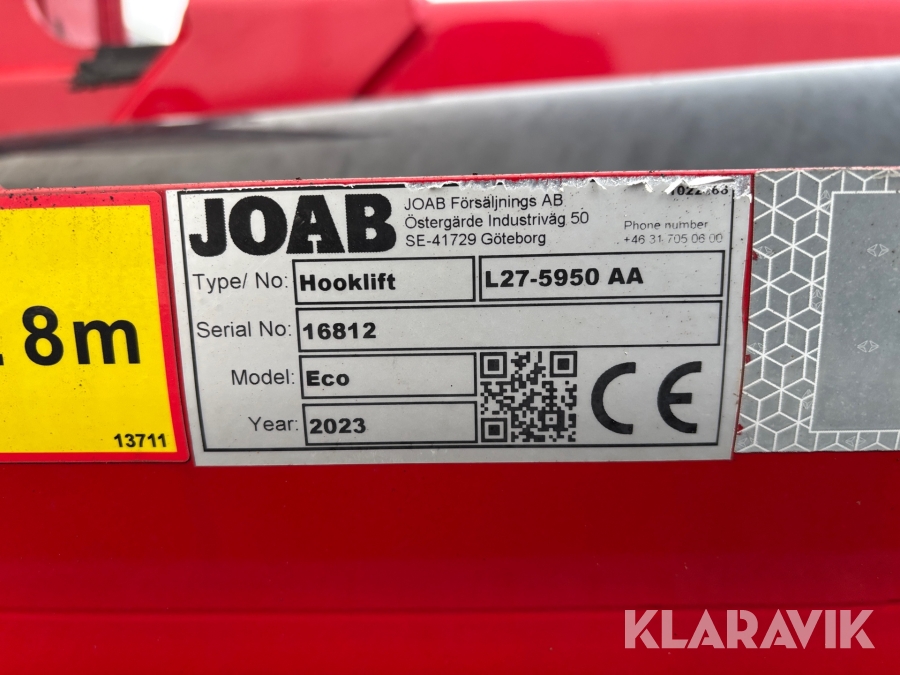 8m
13711
JOAB
JOAB Försäljnings AB
Östergärde Industriväg 50
SE-41729 Göteborg
Phone number
+46 31 705 06 00
Type/ No: Hooklift L27-5950 AA
Serial No: 16812
Model: Eco
Year: 2023
CE
KLARAVIK